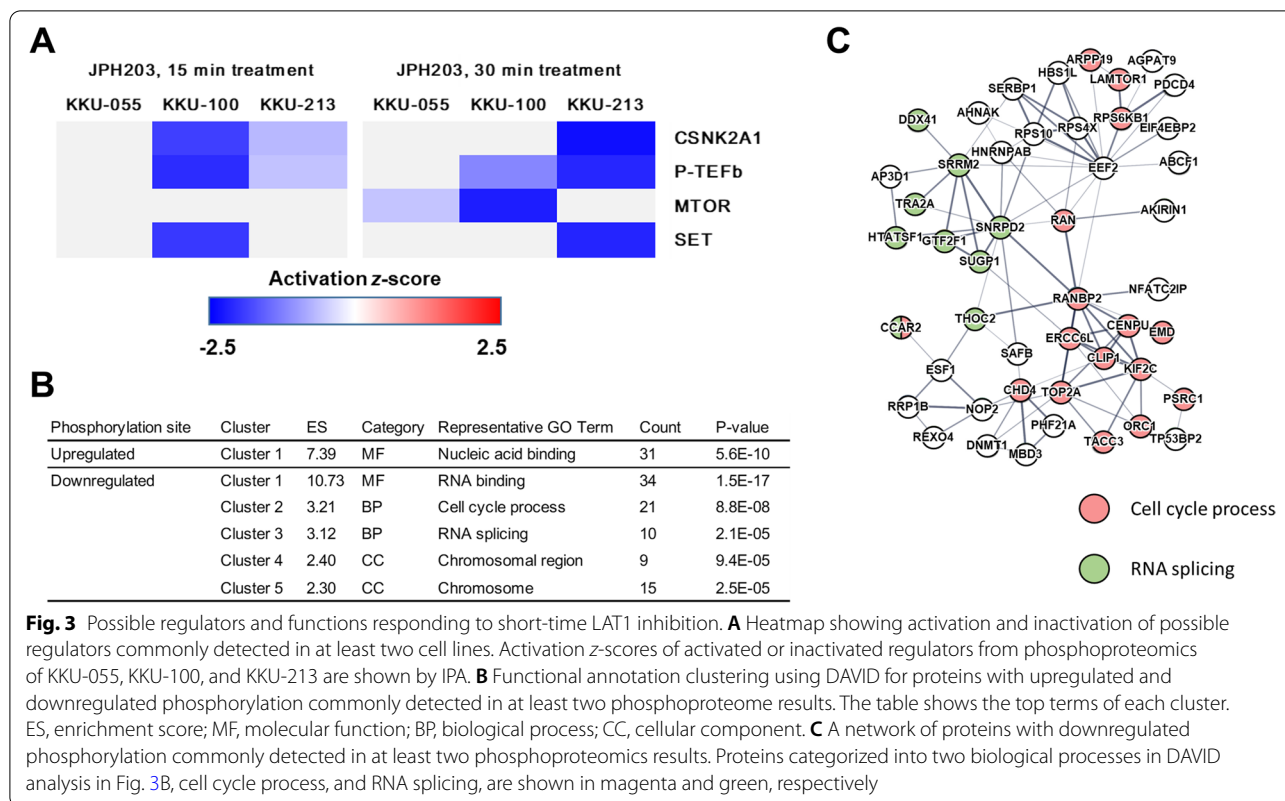 A
JPH203, 15 min treatment JPH203, 30 min treatment
KKU-055 KKU-100 KKU-213 KKU-055 KKU-100 KKU-213
CSNK2A1
P-TEFb
MTOR
SET
Activation z-score
-2.5 2.5
B
Phosphorylation site Cluster ES Category Representative GO Term Count P-value
Upregulated Cluster 1 7.39 MF Nucleic acid binding 31 5.6E-10
Downregulated Cluster 1 10.73 MF RNA binding 34 1.5E-17
Cluster 2 3.21 BP Cell cycle process 21 8.8E-08
Cluster 3 3.12 BP RNA splicing 10 2.1E-05
Cluster 4 2.40 CC Chromosomal region 9 9.4E-05
Cluster 5 2.30 CC Chromosome 15 2.5E-05
C
ARPP19
AGPAT9
HBS1L
LAMTOR1
SERBP1
PDCD4
AHNAK
RPS6KB1
DDX41
RPS10
RPS4X
EIF4EBP2
HNRNPAB
SRRM2
EEF2
ABCF1
AP3D1
TRA2A
AKIRIN1
SNRPD2
RAN
HTATSF1
GTF2F1
SUGP1
NFATC2IP
RANBP2
THOC2
CENPU
CCAR2
ERCC6L
EMD
SAFB
CLIP1
ESF1
KIF2C
CHD4
TOP2A
PSRC1
RRP1B
NOP2
PHF21A
ORC1
REXO4
DNMT1
TACC3
TP53BP2
MBD3
Cell cycle process
RNA splicing
Fig. 3 Possible regulators and functions responding to short-time LAT1 inhibition. A Heatmap showing activation and inactivation of possible
regulators commonly detected in at least two cell lines. Activation z-scores of activated or inactivated regulators from phosphoproteomics
of KKU-055, KKU-100, and KKU-213 are shown by IPA. B Functional annotation clustering using DAVID for proteins with upregulated and
downregulated phosphorylation commonly detected in at least two phosphoproteome results. The table shows the top terms of each cluster.
ES, enrichment score; MF, molecular function; BP, biological process; CC, cellular component. C A network of proteins with downregulated
phosphorylation commonly detected in at least two phosphoproteomics results. Proteins categorized into two biological processes in DAVID
analysis in Fig. 3B, cell cycle process, and RNA splicing, are shown in magenta and green, respectively